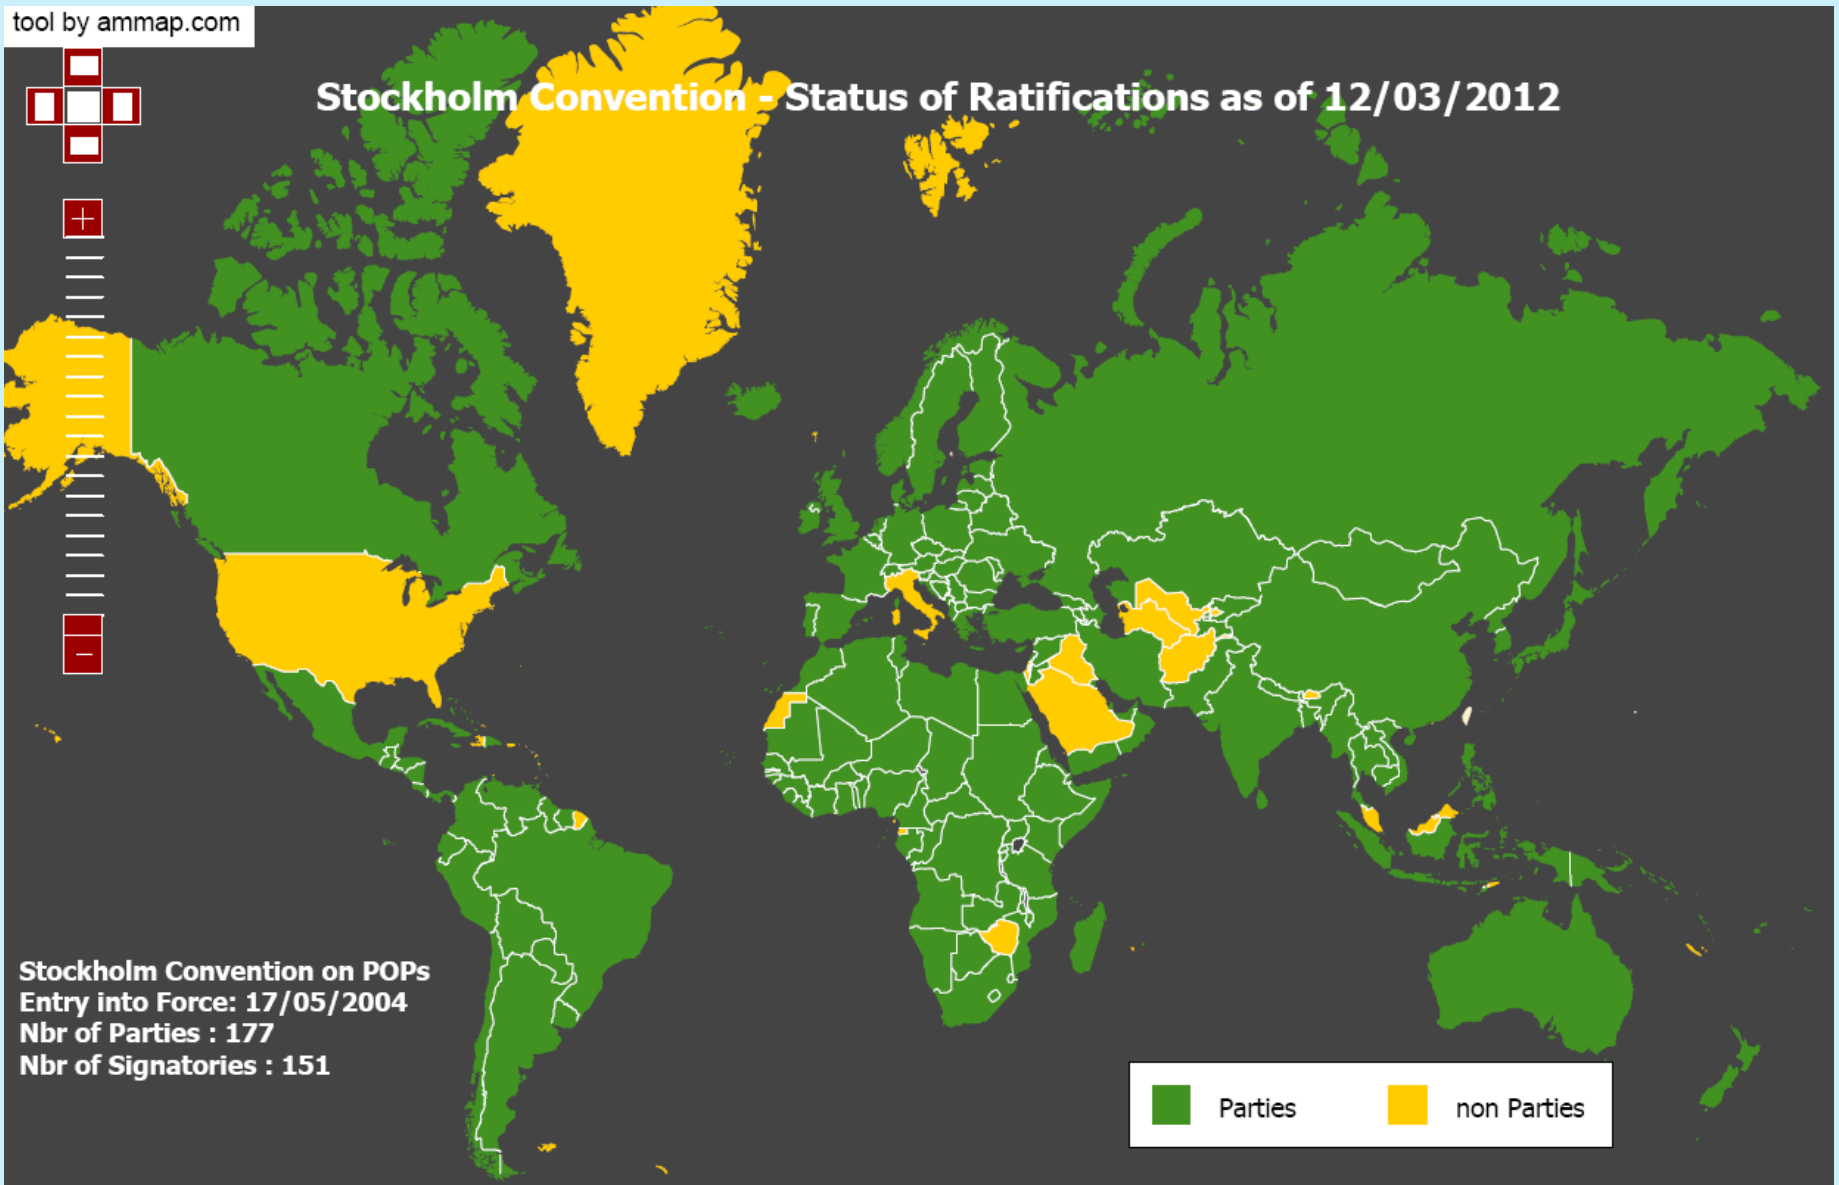 tool by ammap.com
Stockholm Convention - Status of Ratifications as of 12/03/2012
+
−
Stockholm Convention on POPs
Entry into Force: 17/05/2004
Nbr of Parties : 177
Nbr of Signatories : 151
Parties
non Parties